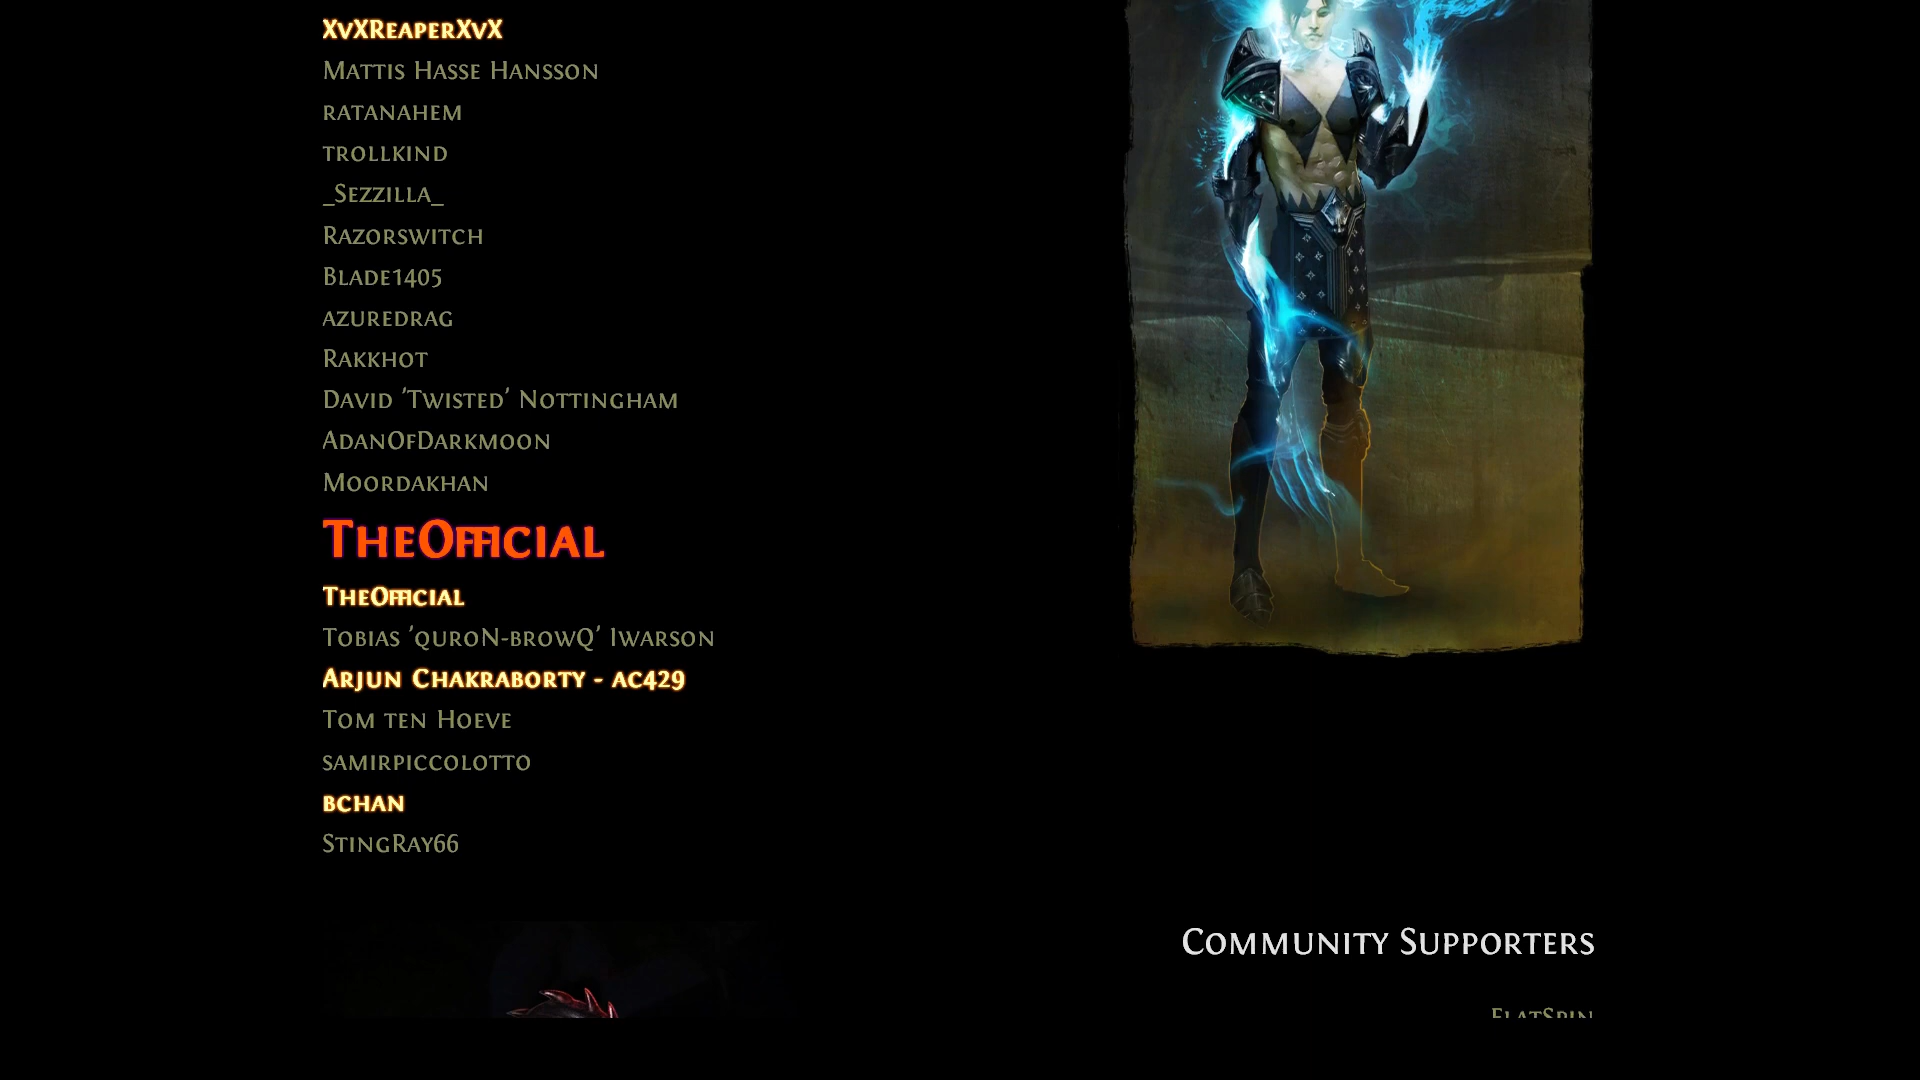 XvXReaperXvX
Mattis Hasse Hansson
ratanahem
trollkind
_Sezzilla_
Razorswitch
Blade1405
azuredrag
Rakkhot
David 'Twisted' Nottingham
AdanOfDarkmoon
Moordakhan
TheOfficial
TheOfficial
Tobias 'quroN-browQ' Iwarson
Arjun Chakraborty - ac429
Tom ten Hoeve
samirpiccolotto
bchan
StingRay66
Community Supporters
FlatSpin